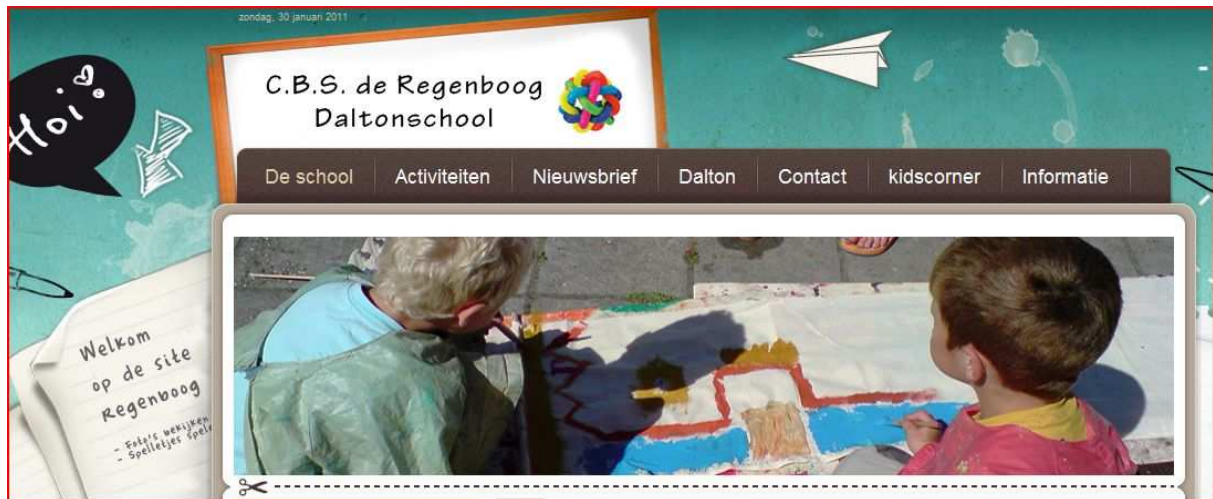 zondag, 30 januari 2011
Hoi!
C.B.S. de Regenboog
Daltonschool
De school Activiteiten Nieuwsbrief Dalton Contact kidscorner Informatie
Welkom
op de site
Regenboog
- Foto's bekijken
- Spelletjes